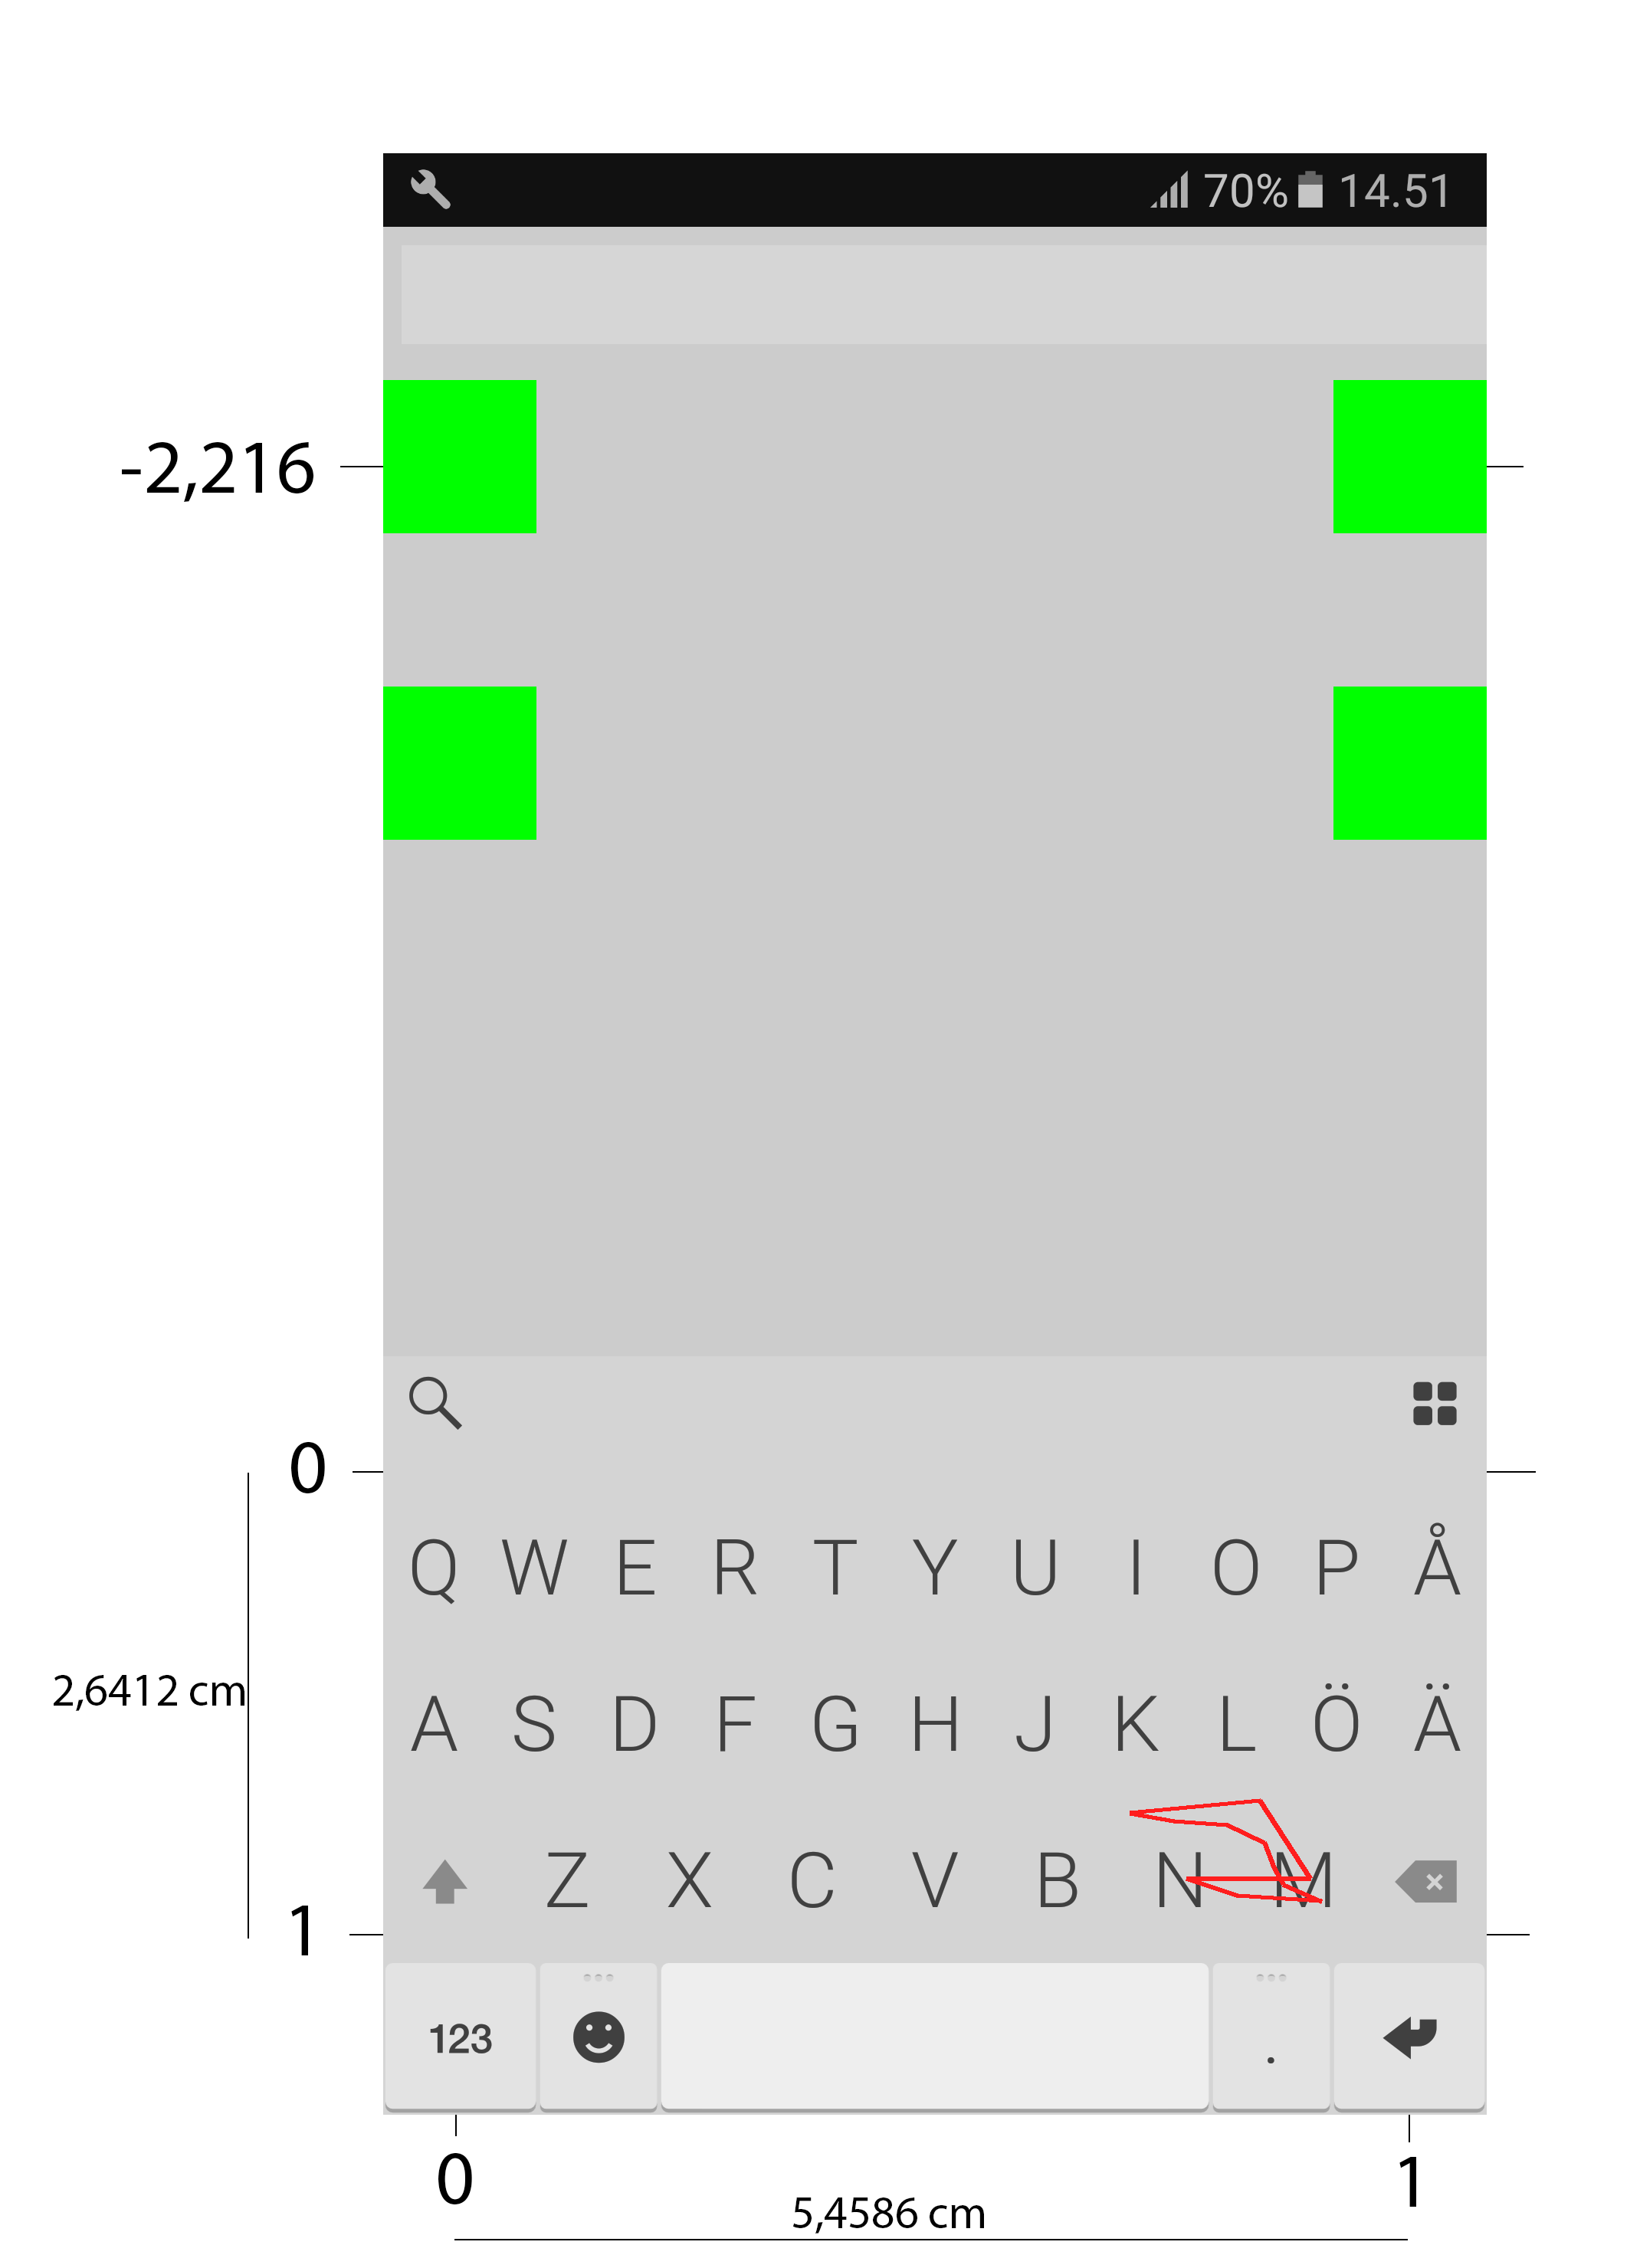 70% 14.51
-2,216
0
Q W E R T Y U I O P Å
2,6412 cm
A S D F G H J K L Ö Ä
Z X C V B N M
1
123 .
0 1
5,4586 cm